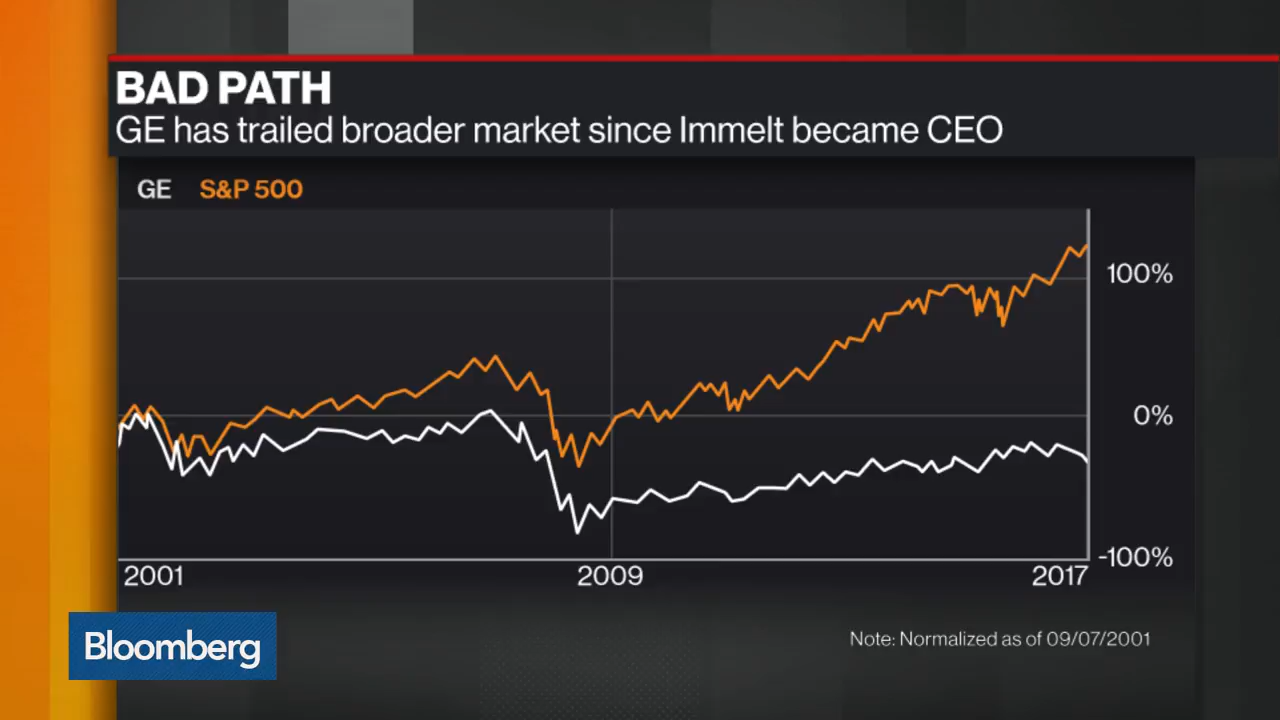 BAD PATH
GE has trailed broader market since Immelt became CEO
GE S&P 500
100%
0%
-100%
2001 2009 2017
Bloomberg
Note: Normalized as of 09/07/2001